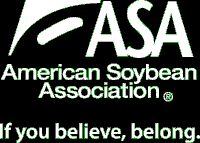 ASA
American Soybean
Association®
If you believe, belong.